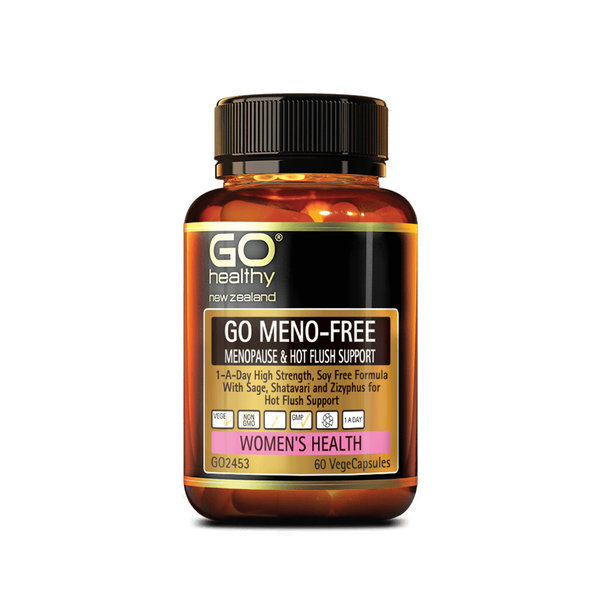 GO®
healthy
new zealand
GO MENO-FREE
MENOPAUSE & HOT FLUSH SUPPORT
1-A-Day High Strength, Soy Free Formula
With Sage, Shatavari and Zizyphus for
Hot Flush Support
VEGE NON GMO GMP 1 A DAY
WOMEN'S HEALTH
GO2453 60 VegeCapsules